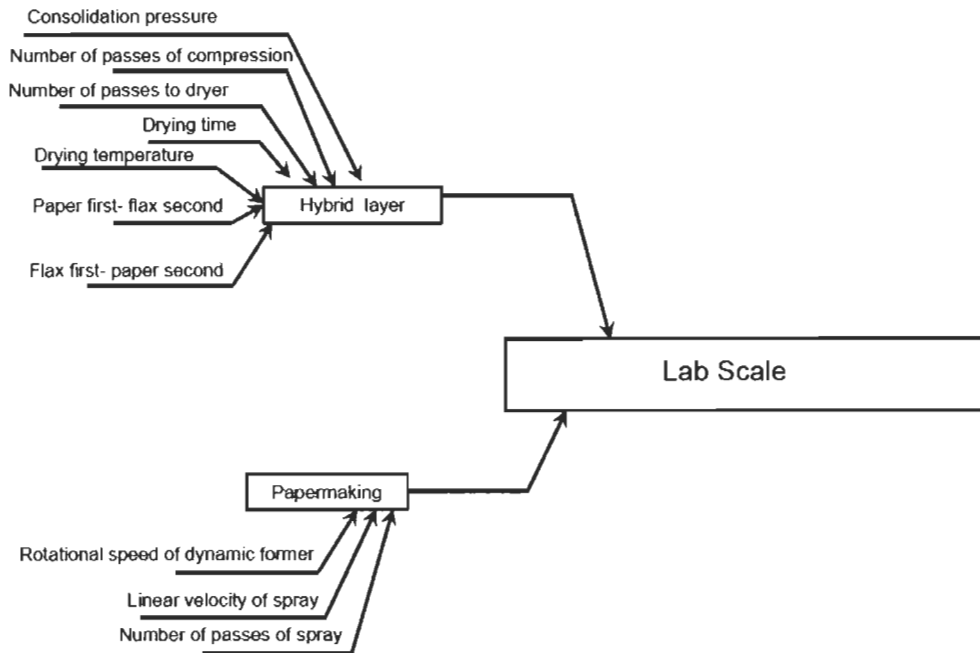 Consolidation pressure
Number of passes of compression
Number of passes to dryer
Drying time
Drying temperature
Paper first- flax second
Hybrid layer
Flax first- paper second
Lab Scale
Papermaking
Rotational speed of dynamic former
Linear velocity of spray
Number of passes of spray